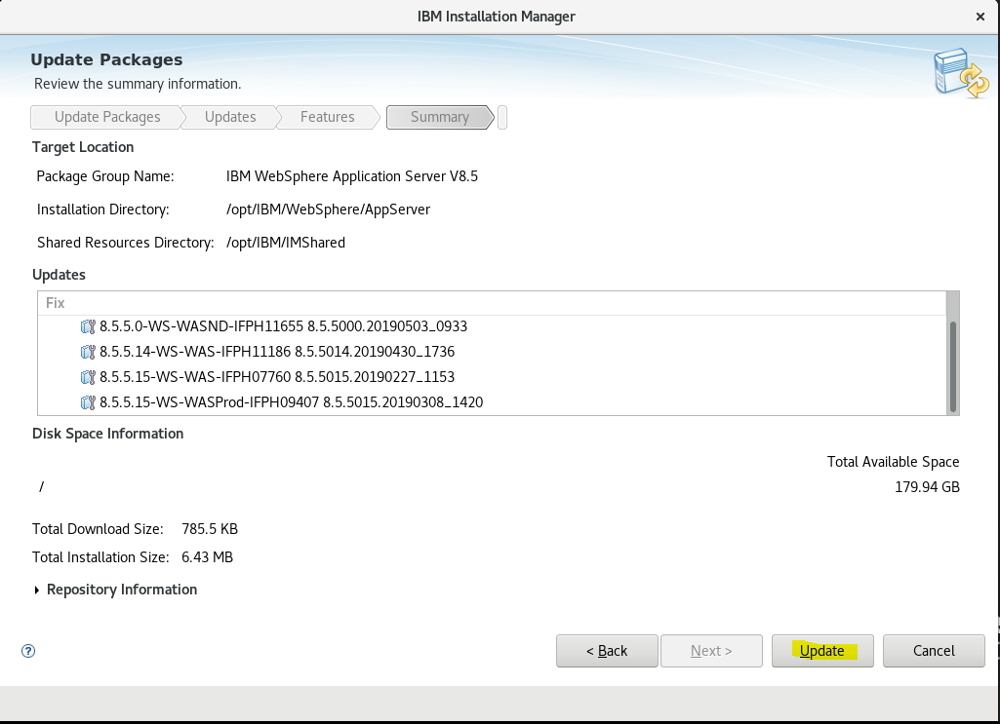 IBM Installation Manager
Update Packages
Review the summary information.
Update Packages Updates Features Summary
Target Location
Package Group Name: IBM WebSphere Application Server V8.5
Installation Directory: /opt/IBM/WebSphere/AppServer
Shared Resources Directory: /opt/IBM/IMShared
Updates
Fix
8.5.5.0-WS-WASND-IFPH11655 8.5.5000.20190503_0933
8.5.5.14-WS-WAS-IFPH11186 8.5.5014.20190430_1736
8.5.5.15-WS-WAS-IFPH07760 8.5.5015.20190227_1153
8.5.5.15-WS-WASProd-IFPH09407 8.5.5015.20190308_1420
Disk Space Information
Total Available Space
/ 179.94 GB
Total Download Size: 785.5 KB
Total Installation Size: 6.43 MB
Repository Information
? < Back Next > Update Cancel